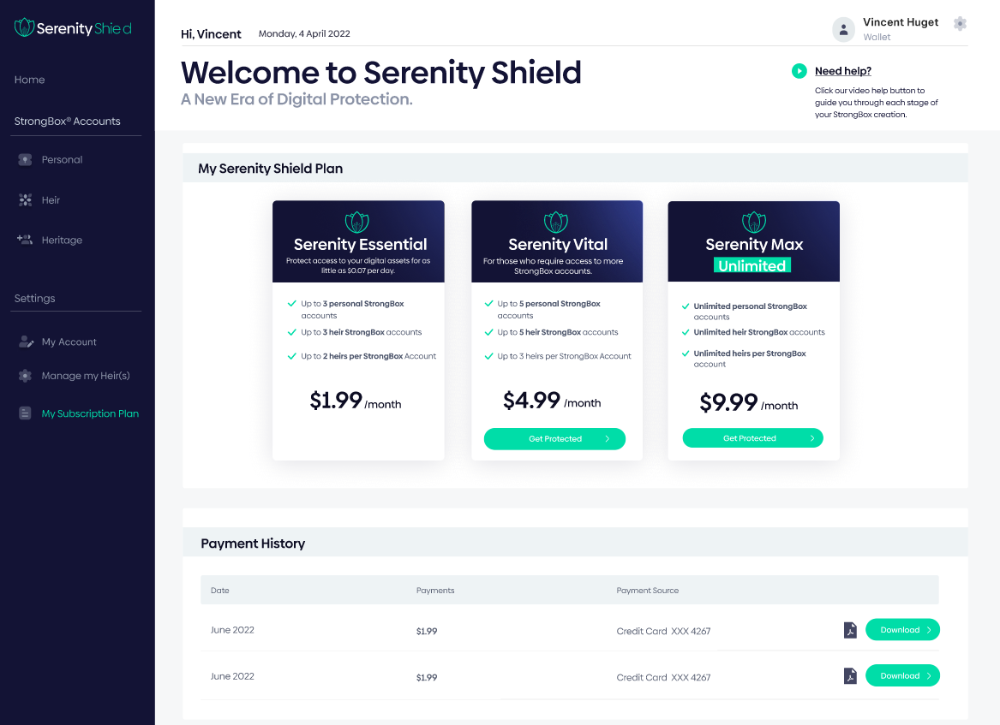 SerenityShield
Home
StrongBox® Accounts
Personal
Heir
Heritage
Settings
My Account
Manage my Heir(s)
My Subscription Plan
Hi, Vincent
Monday, 4 April 2022
Vincent Huget
Wallet
Welcome to Serenity Shield
A New Era of Digital Protection.
Need help?
Click our video help button to
guide you through each stage of
your StrongBox creation.
My Serenity Shield Plan
Serenity Essential
Protect access to your digital assets for as
little as $0.07 per day.
Up to 3 personal StrongBox
accounts
Up to 3 heir StrongBox accounts
Up to 2 heirs per StrongBox Account
$1.99 /month
Serenity Vital
For those who require access to more
StrongBox accounts.
Up to 5 personal StrongBox
accounts
Up to 5 heir StrongBox accounts
Up to 3 heirs per StrongBox Account
$4.99 /month
Get Protected
Serenity Max
Unlimited
Unlimited personal StrongBox
accounts
Unlimited heir StrongBox accounts
Unlimited heirs per StrongBox
account
$9.99 /month
Get Protected
Payment History
Date Payments Payment Source
June 2022 $1.99 Credit Card XXX 4267 Download
June 2022 $1.99 Credit Card XXX 4267 Download